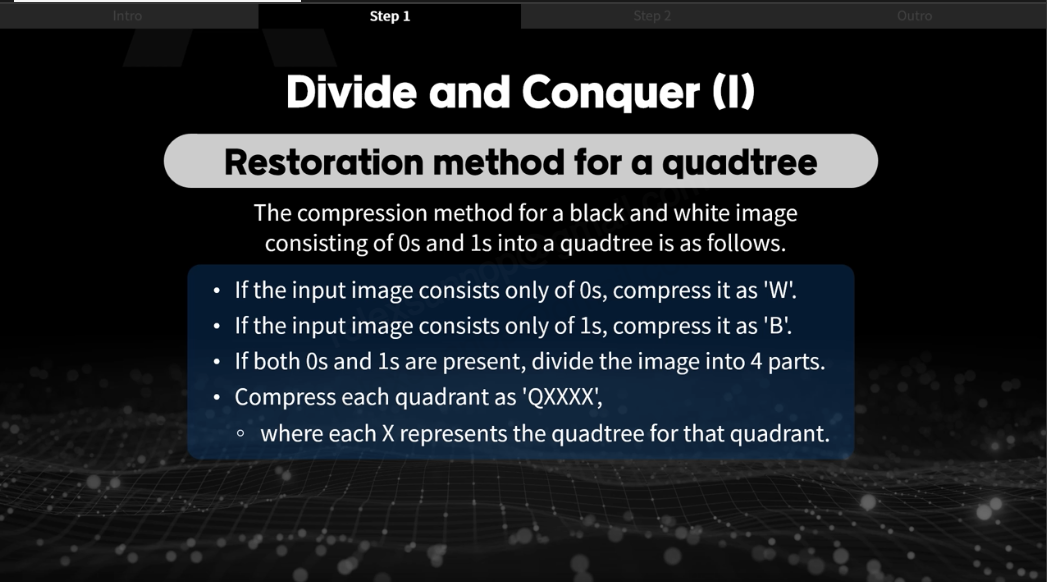 Intro
Step 1
Step 2
Outro
Divide and Conquer (I)
Restoration method for a quadtree
The compression method for a black and white image
consisting of 0s and 1s into a quadtree is as follows.
• If the input image consists only of 0s, compress it as 'W'.
• If the input image consists only of 1s, compress it as 'B'.
• If both 0s and 1s are present, divide the image into 4 parts.
• Compress each quadrant as 'QXXXX',
◦ where each X represents the quadtree for that quadrant.